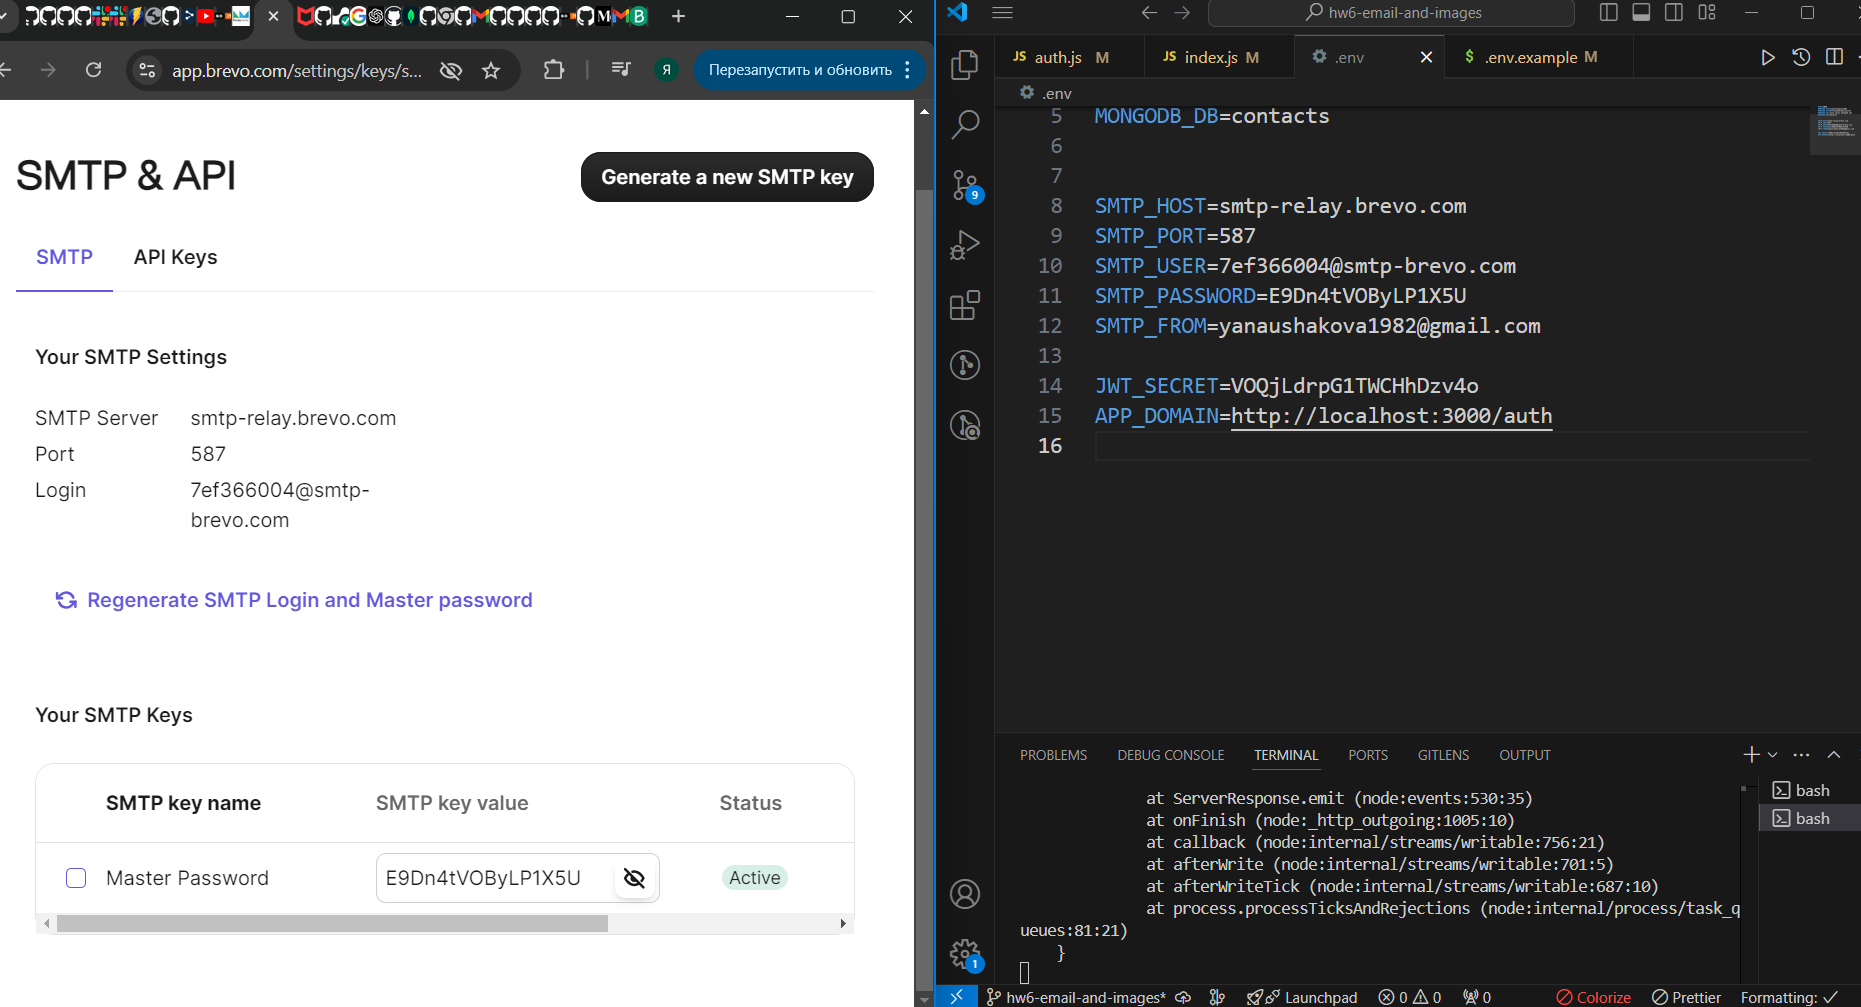 app.brevo.com/settings/keys/s...
Перезапустить и обновить
SMTP & API
Generate a new SMTP key
SMTP
API Keys
Your SMTP Settings
SMTP Server smtp-relay.brevo.com
Port 587
Login 7ef366004@smtp-
brevo.com
Regenerate SMTP Login and Master password
Your SMTP Keys
SMTP key name SMTP key value Status
Master Password E9Dn4tVOByLP1X5U Active
hw6-email-and-images
JS auth.js M
JS index.js M
.env
$ .env.example M
.env
5 MONGODB_DB=contacts
6
7
8 SMTP_HOST=smtp-relay.brevo.com
9 SMTP_PORT=587
10 SMTP_USER=7ef366004@smtp-brevo.com
11 SMTP_PASSWORD=E9Dn4tVOByLP1X5U
12 SMTP_FROM=yanaushakova1982@gmail.com
13
14 JWT_SECRET=VOQjLdrpG1TWCHhDzv4o
15 APP_DOMAIN=http://localhost:3000/auth
16
9
PROBLEMS DEBUG CONSOLE TERMINAL PORTS GITLENS OUTPUT
at ServerResponse.emit (node:events:530:35)
at onFinish (node:_http_outgoing:1005:10)
at callback (node:internal/streams/writable:756:21)
at afterWrite (node:internal/streams/writable:701:5)
at afterWriteTick (node:internal/streams/writable:687:10)
at process.processTicksAndRejections (node:internal/process/task_q
ueues:81:21)
}
bash
bash
1
hw6-email-and-images* Launchpad 0 0 0 Colorize Prettier Formatting: ✓